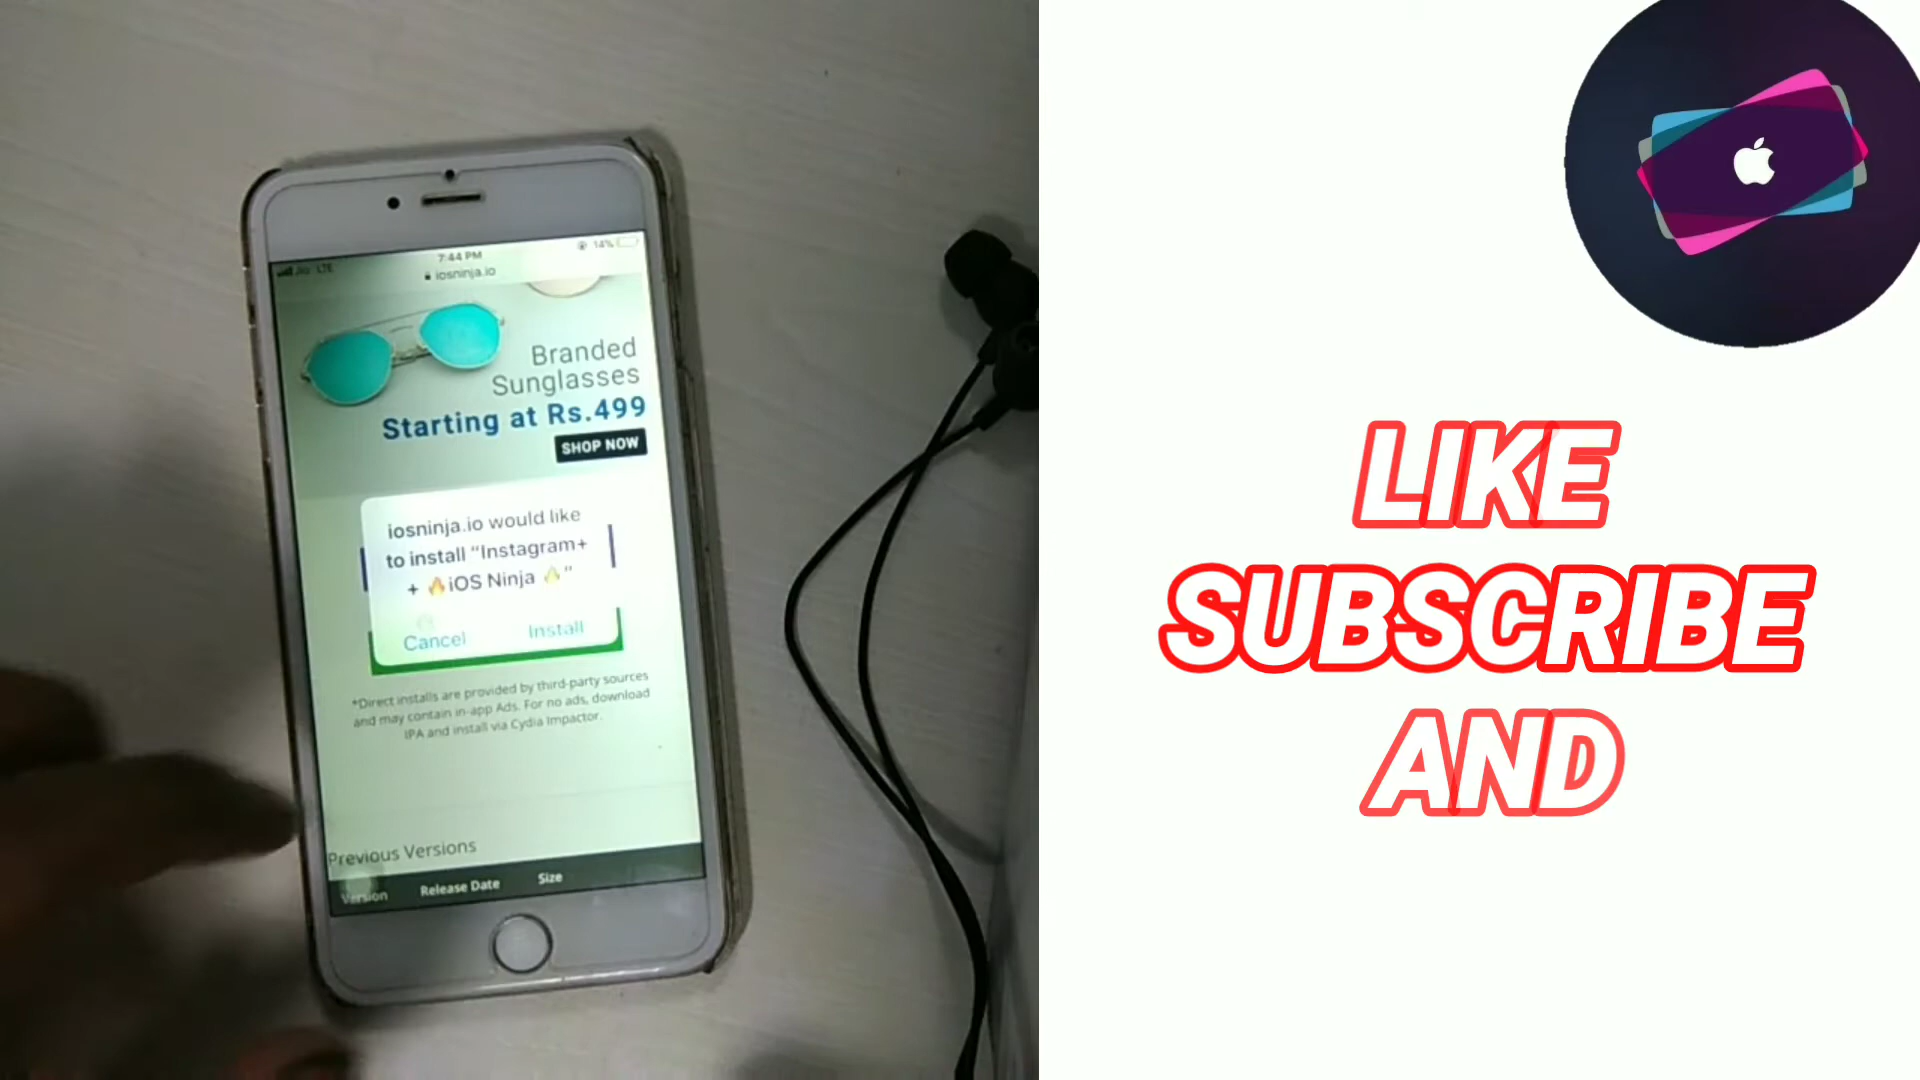 Jio LTE
7:44 PM
14%
iosninja.io
Branded
Sunglasses
Starting at Rs.499
SHOP NOW
iosninja.io would like
to install “Instagram+
+ 🔥iOS Ninja 🔥”
Cancel
Install
*Direct installs are provided by third-party sources
and may contain in-app Ads. For no ads, download
IPA and install via Cydia Impactor.
Previous Versions
Version
Release Date
Size
LIKE
SUBSCRIBE
AND